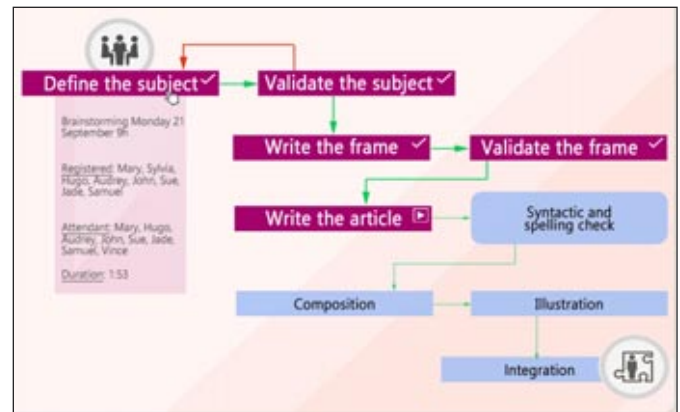 Define the subject
Validate the subject
Brainstorming Monday 21
September 9h
Registered: Mary, Sylvia,
Hugo, Audrey, John, Sue,
Jade, Samuel
Attendant: Mary, Hugo,
Audrey, John, Sue, Jade,
Samuel, Vince
Duration: 1:53
Write the frame
Validate the frame
Write the article
Syntactic and
spelling check
Composition
Illustration
Integration